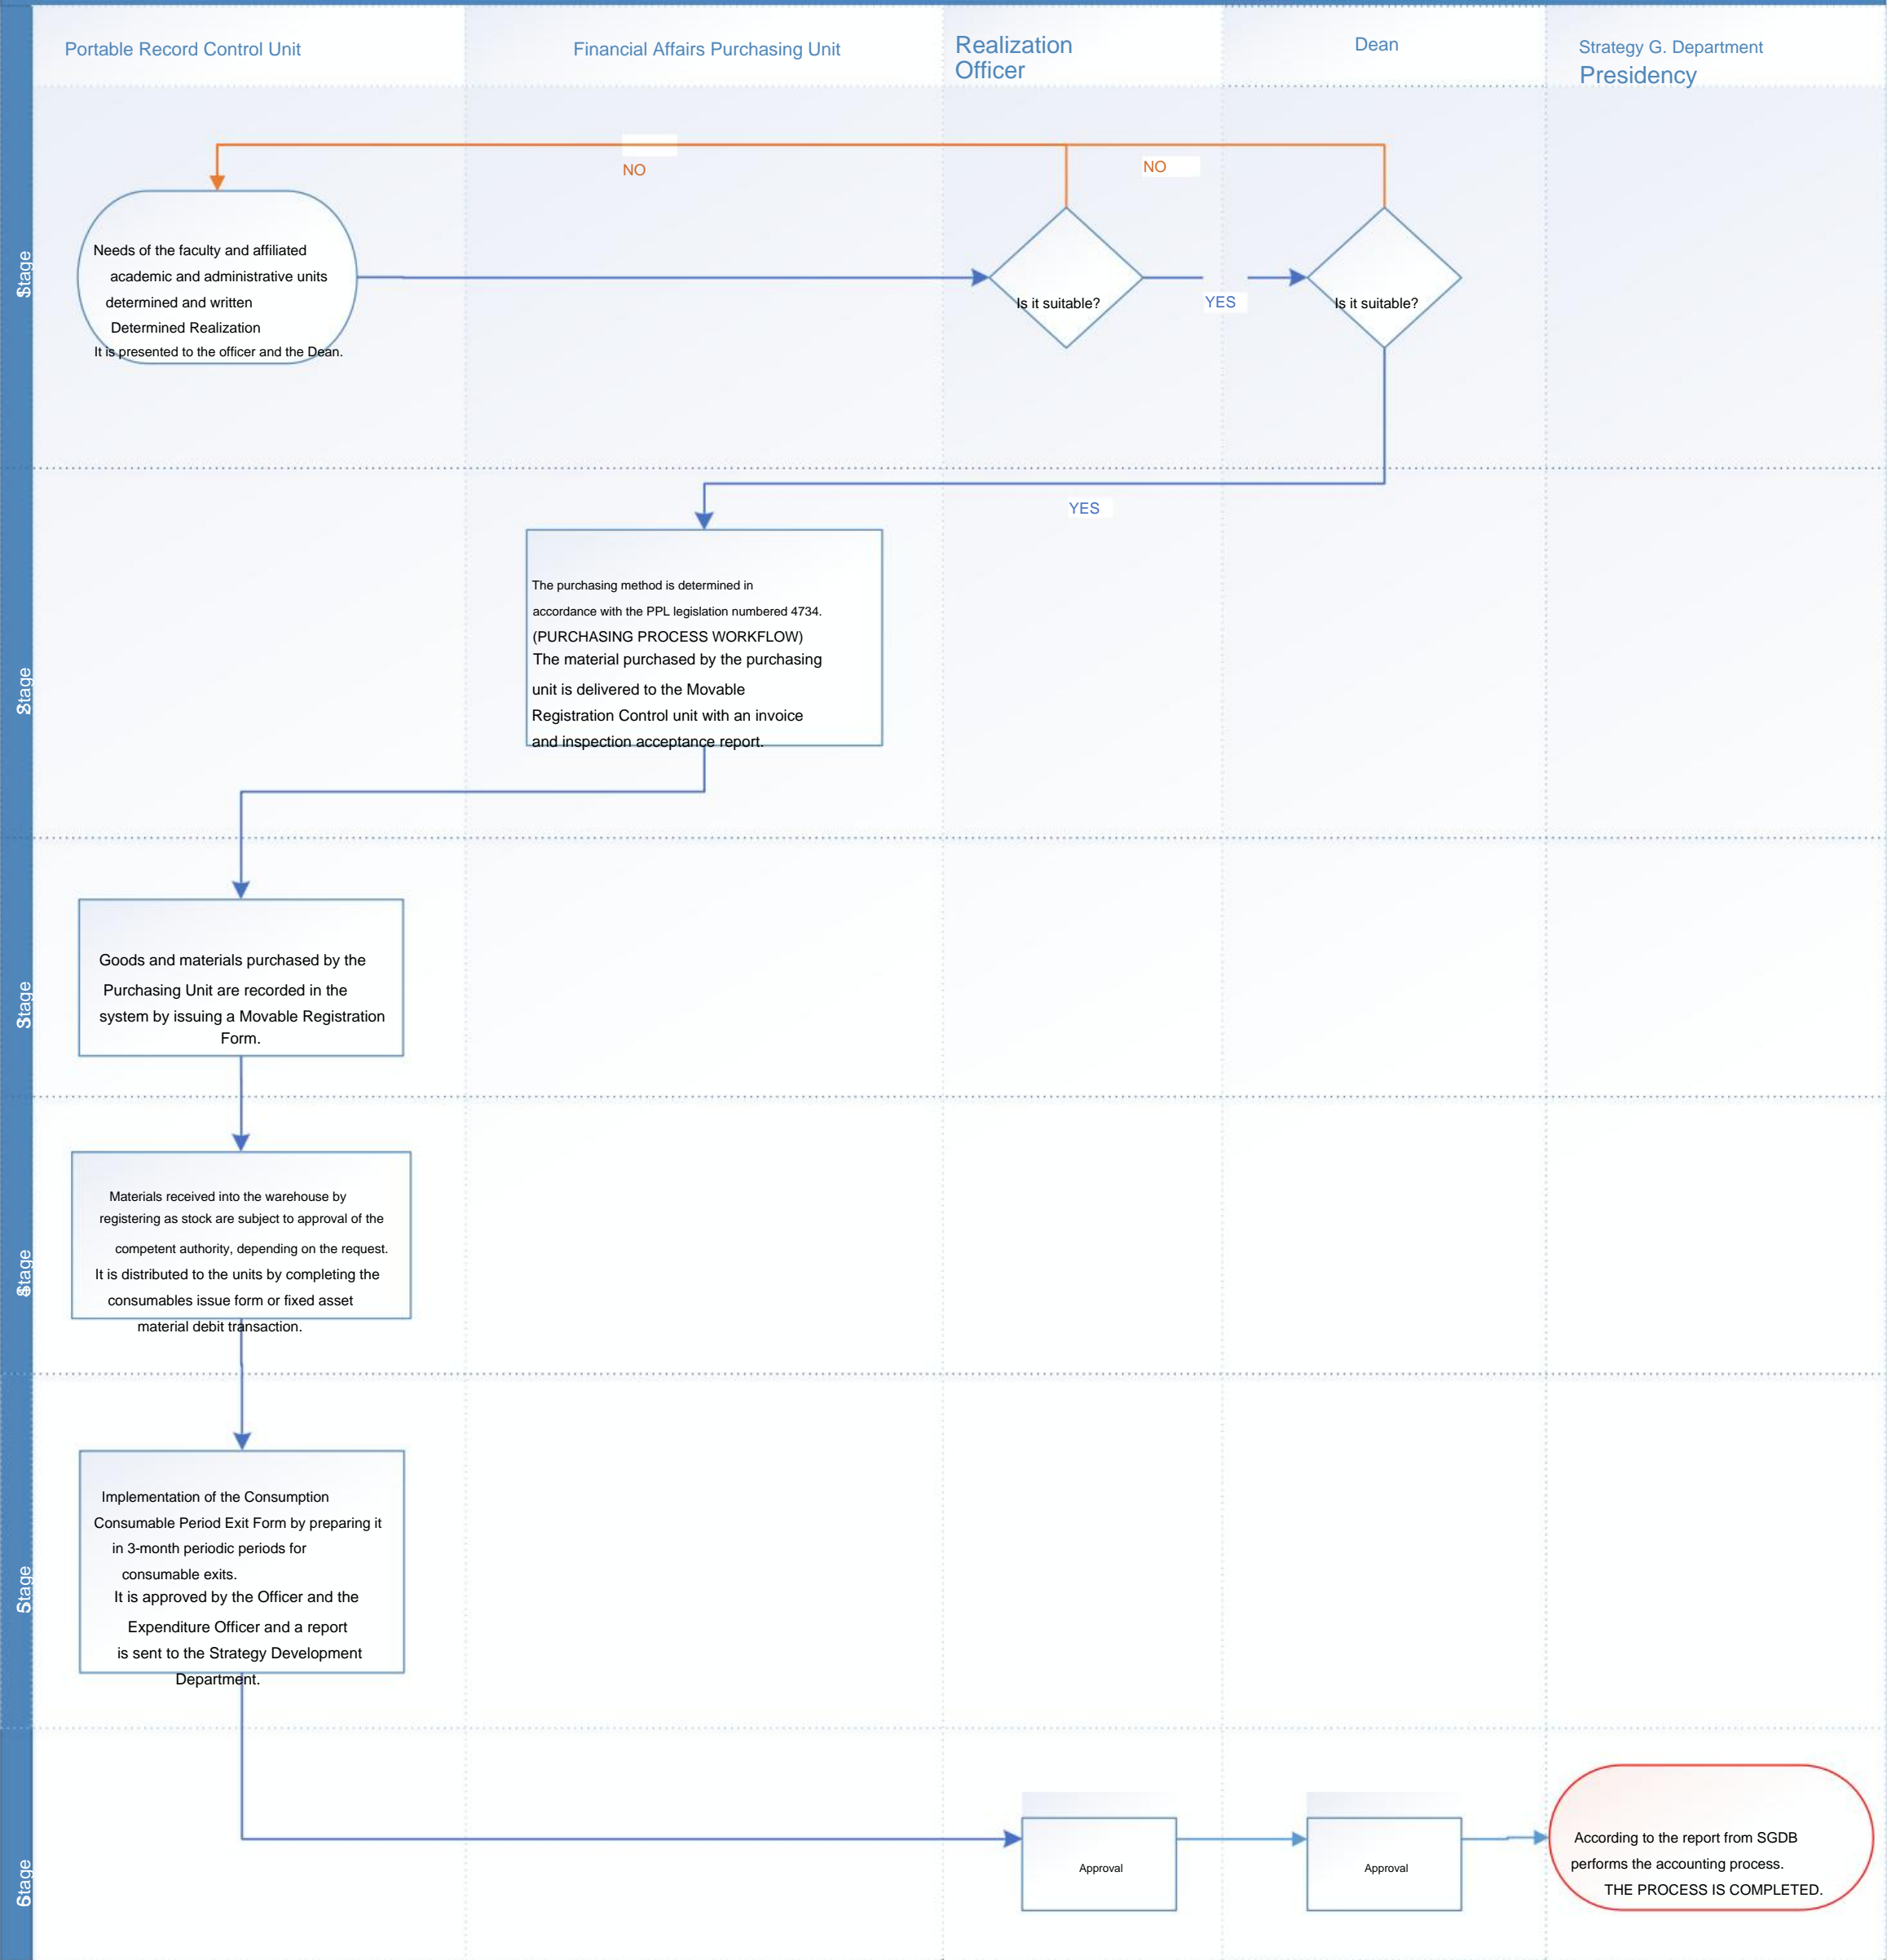 Portable Record Control Unit
Financial Affairs Purchasing Unit
Realization
Officer
Dean
Strategy G. Department
Presidency
NO
NO
Stage
Needs of the faculty and affiliated
academic and administrative units
determined and written
Determined Realization
It is presented to the officer and the Dean.
Is it suitable?
YES
Is it suitable?
YES
Stage
The purchasing method is determined in
accordance with the PPL legislation numbered 4734.
(PURCHASING PROCESS WORKFLOW)
The material purchased by the purchasing
unit is delivered to the Movable
Registration Control unit with an invoice
and inspection acceptance report.
Stage
Goods and materials purchased by the
Purchasing Unit are recorded in the
system by issuing a Movable Registration
Form.
Stage
Materials received into the warehouse by
registering as stock are subject to approval of the
competent authority, depending on the request.
It is distributed to the units by completing the
consumables issue form or fixed asset
material debit transaction.
Stage
Implementation of the Consumption
Consumable Period Exit Form by preparing it
in 3-month periodic periods for
consumable exits.
It is approved by the Officer and the
Expenditure Officer and a report
is sent to the Strategy Development
Department.
Stage
Approval
Approval
According to the report from SGDB
performs the accounting process.
THE PROCESS IS COMPLETED.